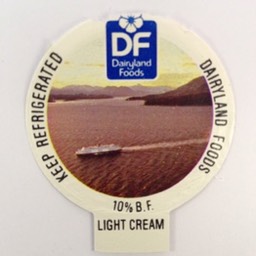 DF
Dairyland
Foods
KEEP REFRIGERATED
DAIRYLAND FOODS
10% B.F.
LIGHT CREAM